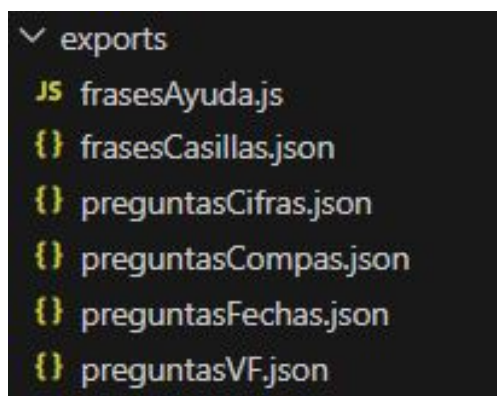 exports
JS frasesAyuda.js
{} frasesCasillas.json
{} preguntasCifras.json
{} preguntasCompas.json
{} preguntasFechas.json
{} preguntasVF.json